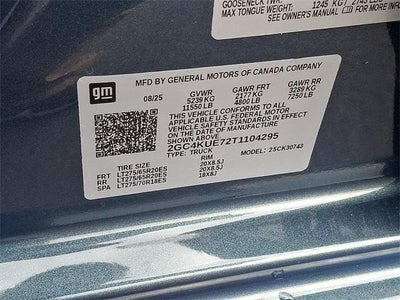 GOOSENECK TWR: 1245 KG / 2745 LB
MAX TONGUE WEIGHT:
SEE OWNER'S MANUAL
gm
MFD BY GENERAL MOTORS OF CANADA COMPANY
08/25 GVWR GAWR FRT GAWR RR
5239 KG 2177 KG 3289 KG
11550 LB 4800 LB 7250 LB
THIS VEHICLE CONFORMS TO ALL
APPLICABLE U.S. FEDERAL MOTOR
VEHICLE SAFETY STANDARDS IN EFFECT
ON THE DATE OF MANUFACTURE
SHOWN ABOVE.
2GC4KUE72T1104295
TYPE: TRUCK MODEL: 25CK30743
TIRE SIZE RIM
FRT LT275/65R20ES 20X8.5J
RR LT275/65R20ES 20X8.5J
SPA LT275/70R18ES 18X8J